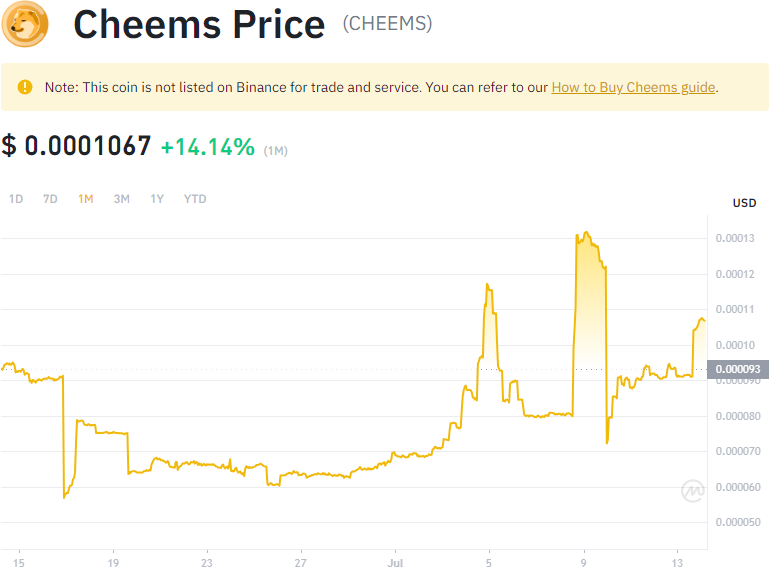 Cheems Price (CHEEMS)
Note: This coin is not listed on Binance for trade and service. You can refer to our How to Buy Cheems guide.
$ 0.0001067 +14.14% (1M)
1D 7D 1M 3M 1Y YTD
USD
0.00013
0.00012
0.00011
0.00010
0.000093
0.000090
0.000080
0.000070
0.000060
0.000050
15 19 23 27 Jul 5 9 13